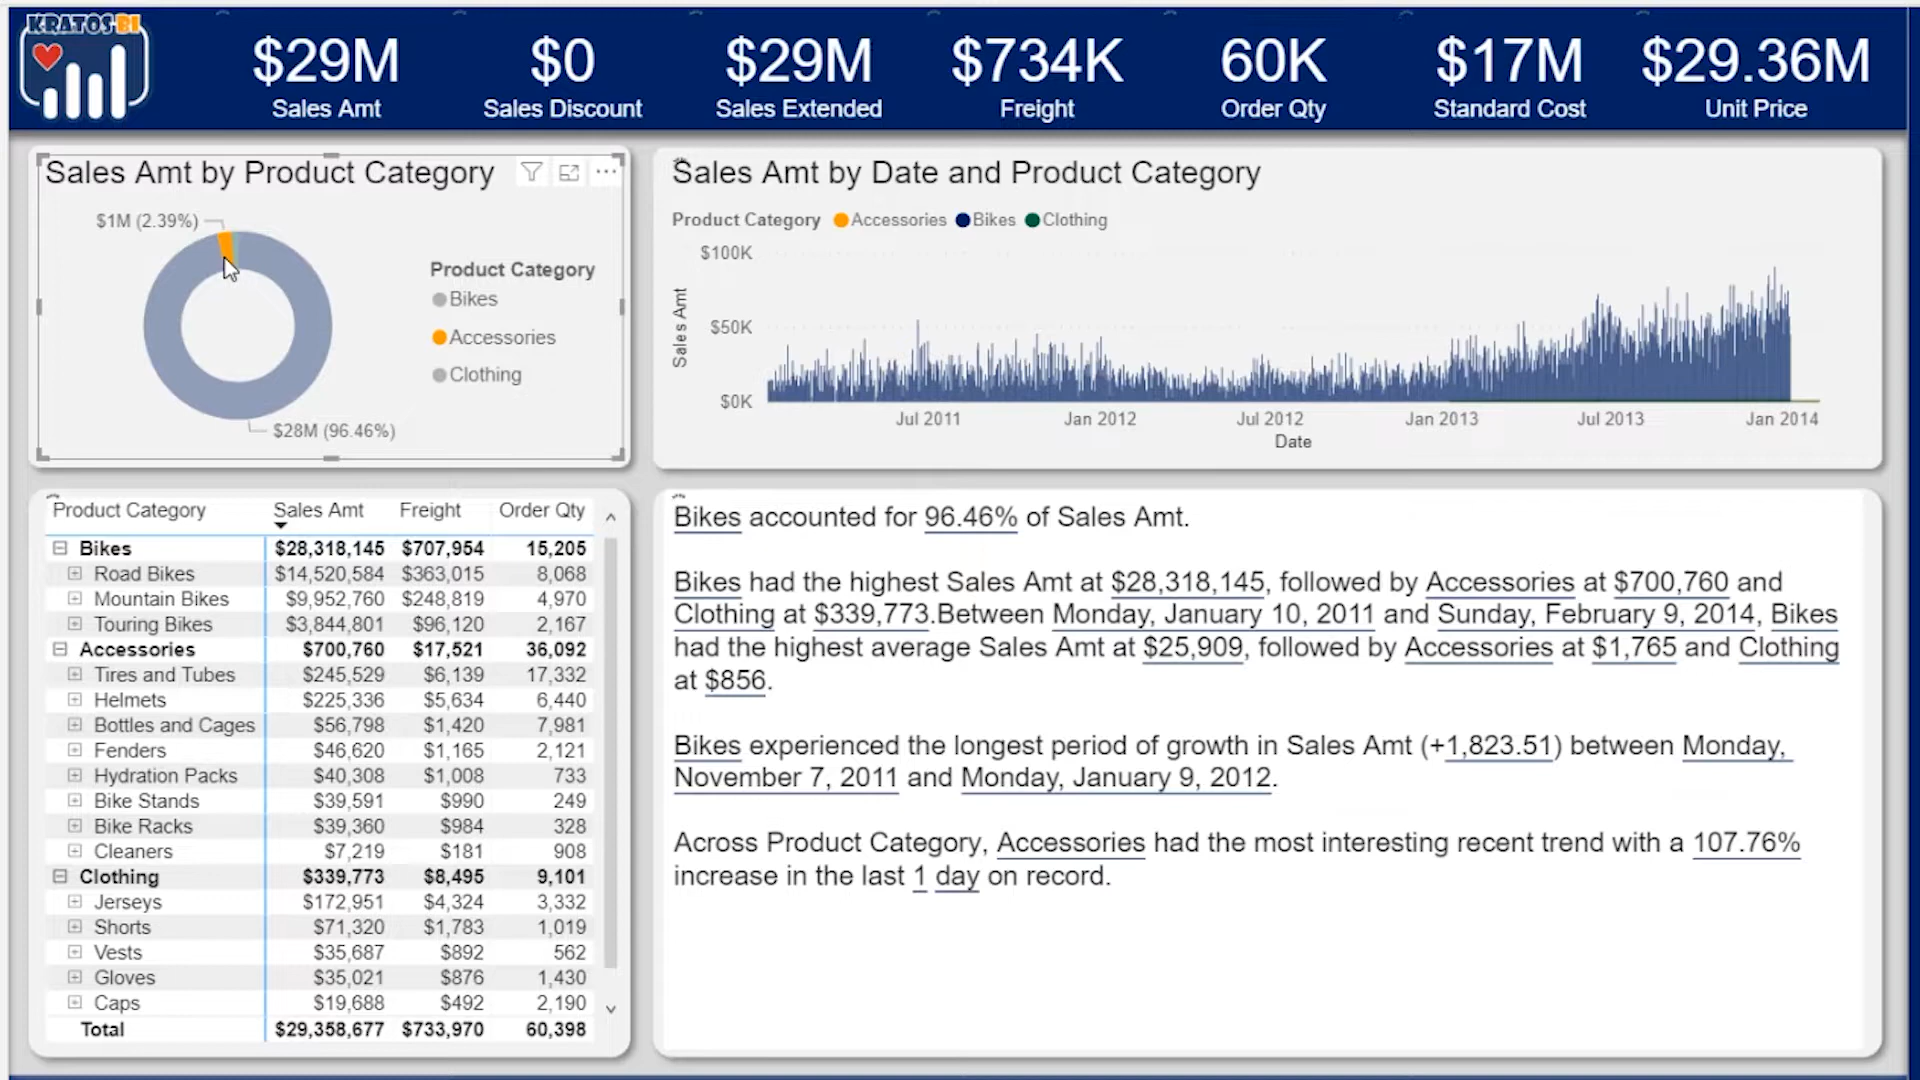 KRATOS BI
$29M
Sales Amt
$0
Sales Discount
$29M
Sales Extended
$734K
Freight
60K
Order Qty
$17M
Standard Cost
$29.36M
Unit Price
Sales Amt by Product Category
$1M (2.39%)
$28M (96.46%)
Product Category
Bikes
Accessories
Clothing
Sales Amt by Date and Product Category
Product Category Accessories Bikes Clothing
Sales Amt
$100K
$50K
$0K
Jul 2011 Jan 2012 Jul 2012 Jan 2013 Jul 2013 Jan 2014
Date
Product Category Sales Amt Freight Order Qty
Bikes $28,318,145 $707,954 15,205
Road Bikes $14,520,584 $363,015 8,068
Mountain Bikes $9,952,760 $248,819 4,970
Touring Bikes $3,844,801 $96,120 2,167
Accessories $700,760 $17,521 36,092
Tires and Tubes $245,529 $6,139 17,332
Helmets $225,336 $5,634 6,440
Bottles and Cages $56,798 $1,420 7,981
Fenders $46,620 $1,165 2,121
Hydration Packs $40,308 $1,008 733
Bike Stands $39,591 $990 249
Bike Racks $39,360 $984 328
Cleaners $7,219 $181 908
Clothing $339,773 $8,495 9,101
Jerseys $172,951 $4,324 3,332
Shorts $71,320 $1,783 1,019
Vests $35,687 $892 562
Gloves $35,021 $876 1,430
Caps $19,688 $492 2,190
Total $29,358,677 $733,970 60,398
Bikes accounted for 96.46% of Sales Amt.
Bikes had the highest Sales Amt at $28,318,145, followed by Accessories at $700,760 and
Clothing at $339,773.Between Monday, January 10, 2011 and Sunday, February 9, 2014, Bikes
had the highest average Sales Amt at $25,909, followed by Accessories at $1,765 and Clothing
at $856.
Bikes experienced the longest period of growth in Sales Amt (+1,823.51) between Monday,
November 7, 2011 and Monday, January 9, 2012.
Across Product Category, Accessories had the most interesting recent trend with a 107.76%
increase in the last 1 day on record.